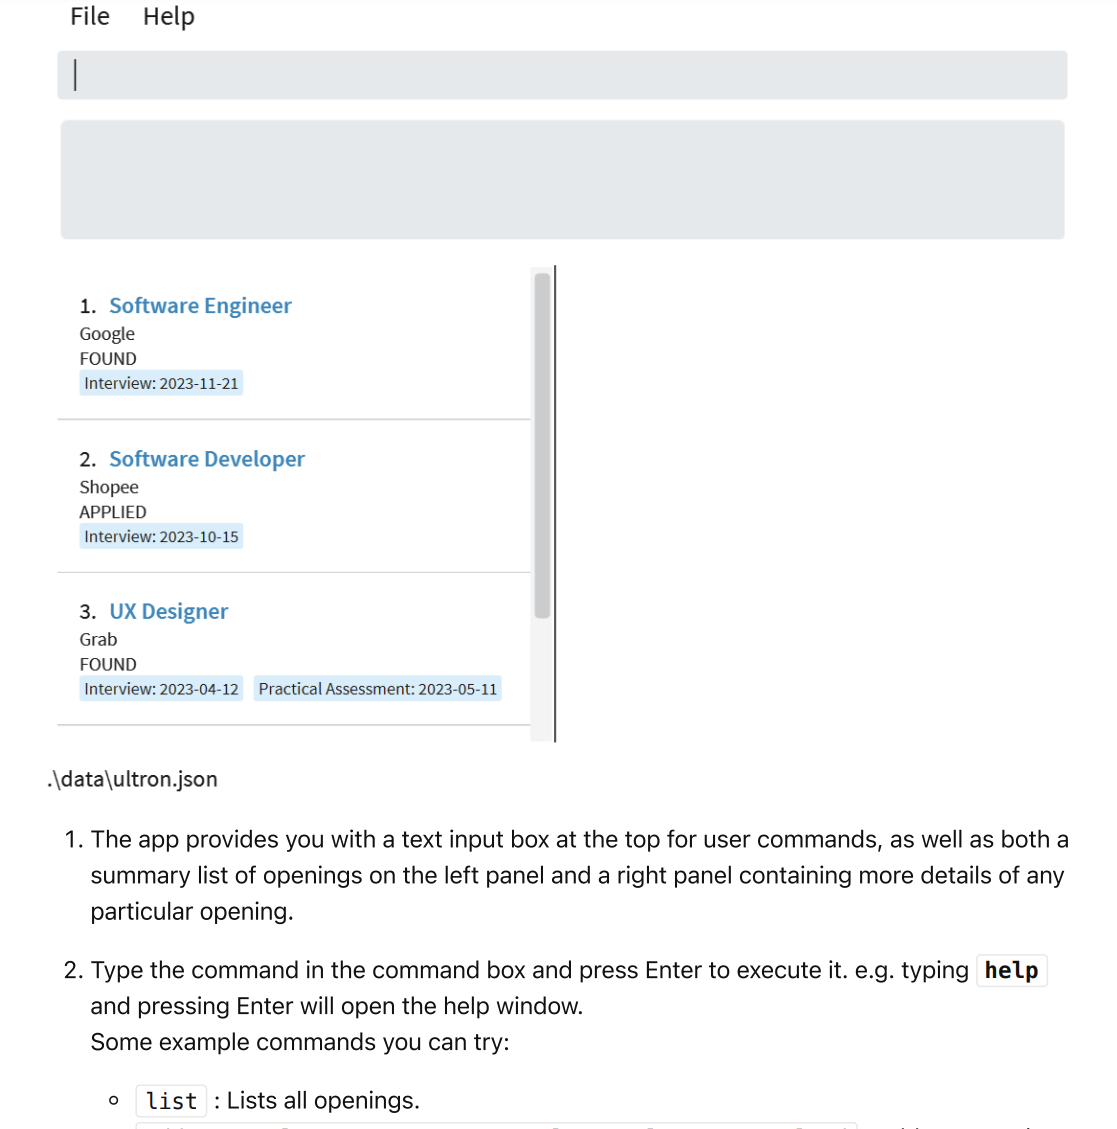 File Help
1. Software Engineer
Google
FOUND
Interview: 2023-11-21
2. Software Developer
Shopee
APPLIED
Interview: 2023-10-15
3. UX Designer
Grab
FOUND
Interview: 2023-04-12 Practical Assessment: 2023-05-11
.\data\ultron.json
1. The app provides you with a text input box at the top for user commands, as well as both a
summary list of openings on the left panel and a right panel containing more details of any
particular opening.
2. Type the command in the command box and press Enter to execute it. e.g. typing help
and pressing Enter will open the help window.
Some example commands you can try:
list : Lists all openings.